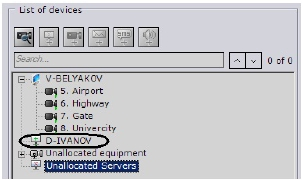 List of devices
SMS
Search...
0 of 0
V-BELYAKOV
5. Airport
6. Highway
7. Gate
8. Univercity
D-IVANOV
Unallocated equipment
Unallocated Servers